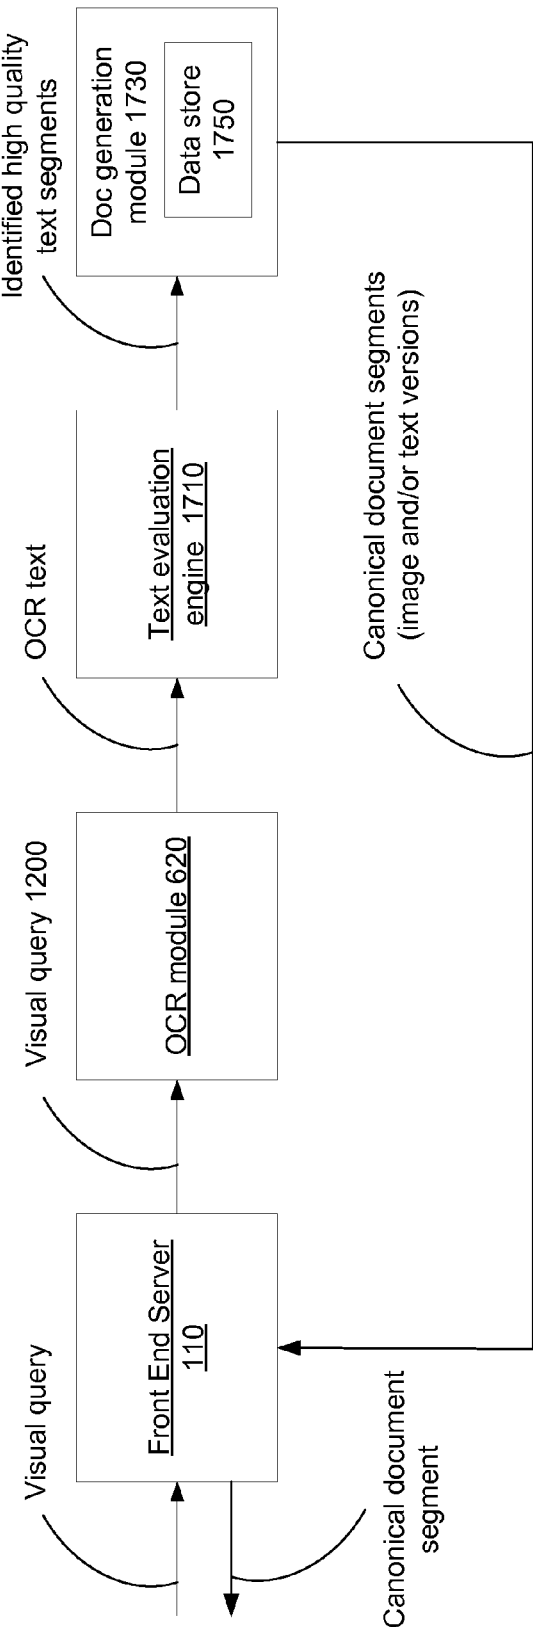 Visual query
Front End Server
110
Canonical document
segment
Visual query 1200
OCR module 620
OCR text
Text evaluation
engine 1710
Identified high quality
text segments
Doc generation
module 1730
Data store
1750
Canonical document segments
(image and/or text versions)